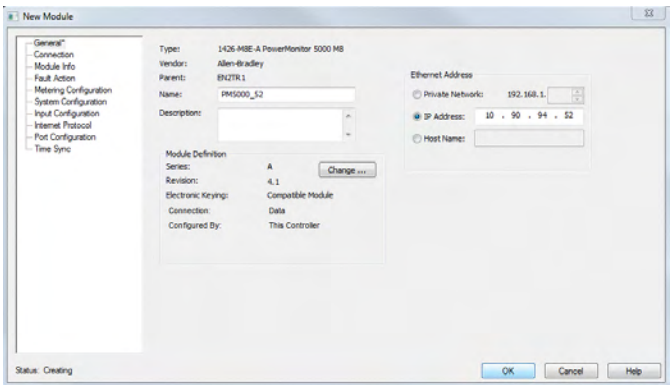 New Module
General*
Connection
Module Info
Fault Action
Metering Configuration
System Configuration
Input Configuration
Internet Protocol
Port Configuration
Time Sync
Type: 1426-M8E-A PowerMonitor 5000 M8
Vendor: Allen-Bradley
Parent: EN2TR1
Name: PM5000_52
Description:
Module Definition
Series: A
Change ...
Revision: 4.1
Electronic Keying: Compatible Module
Connection: Data
Configured By: This Controller
Ethernet Address
Private Network: 192.168.1.
IP Address: 10 . 90 . 94 . 52
Host Name:
Status: Creating
OK
Cancel
Help